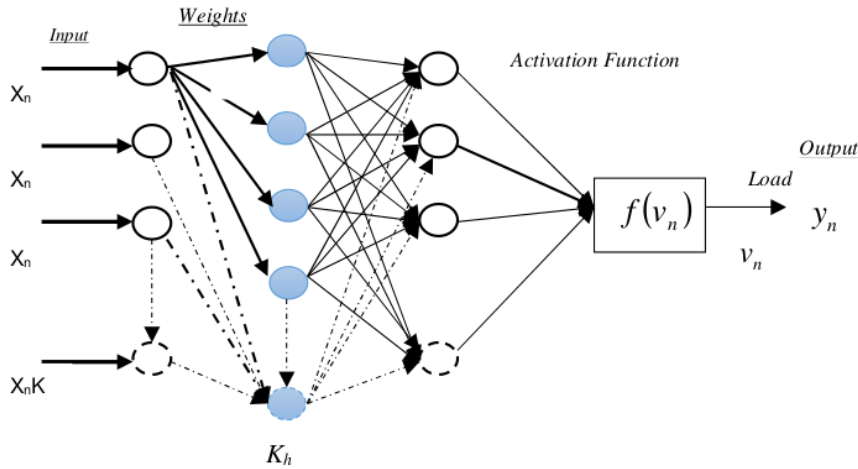 Weights
Input
Activation Function
Xₙ
Xₙ
Output
Load
f(vₙ)
yₙ
vₙ
Xₙ
XₙK
Kₕ